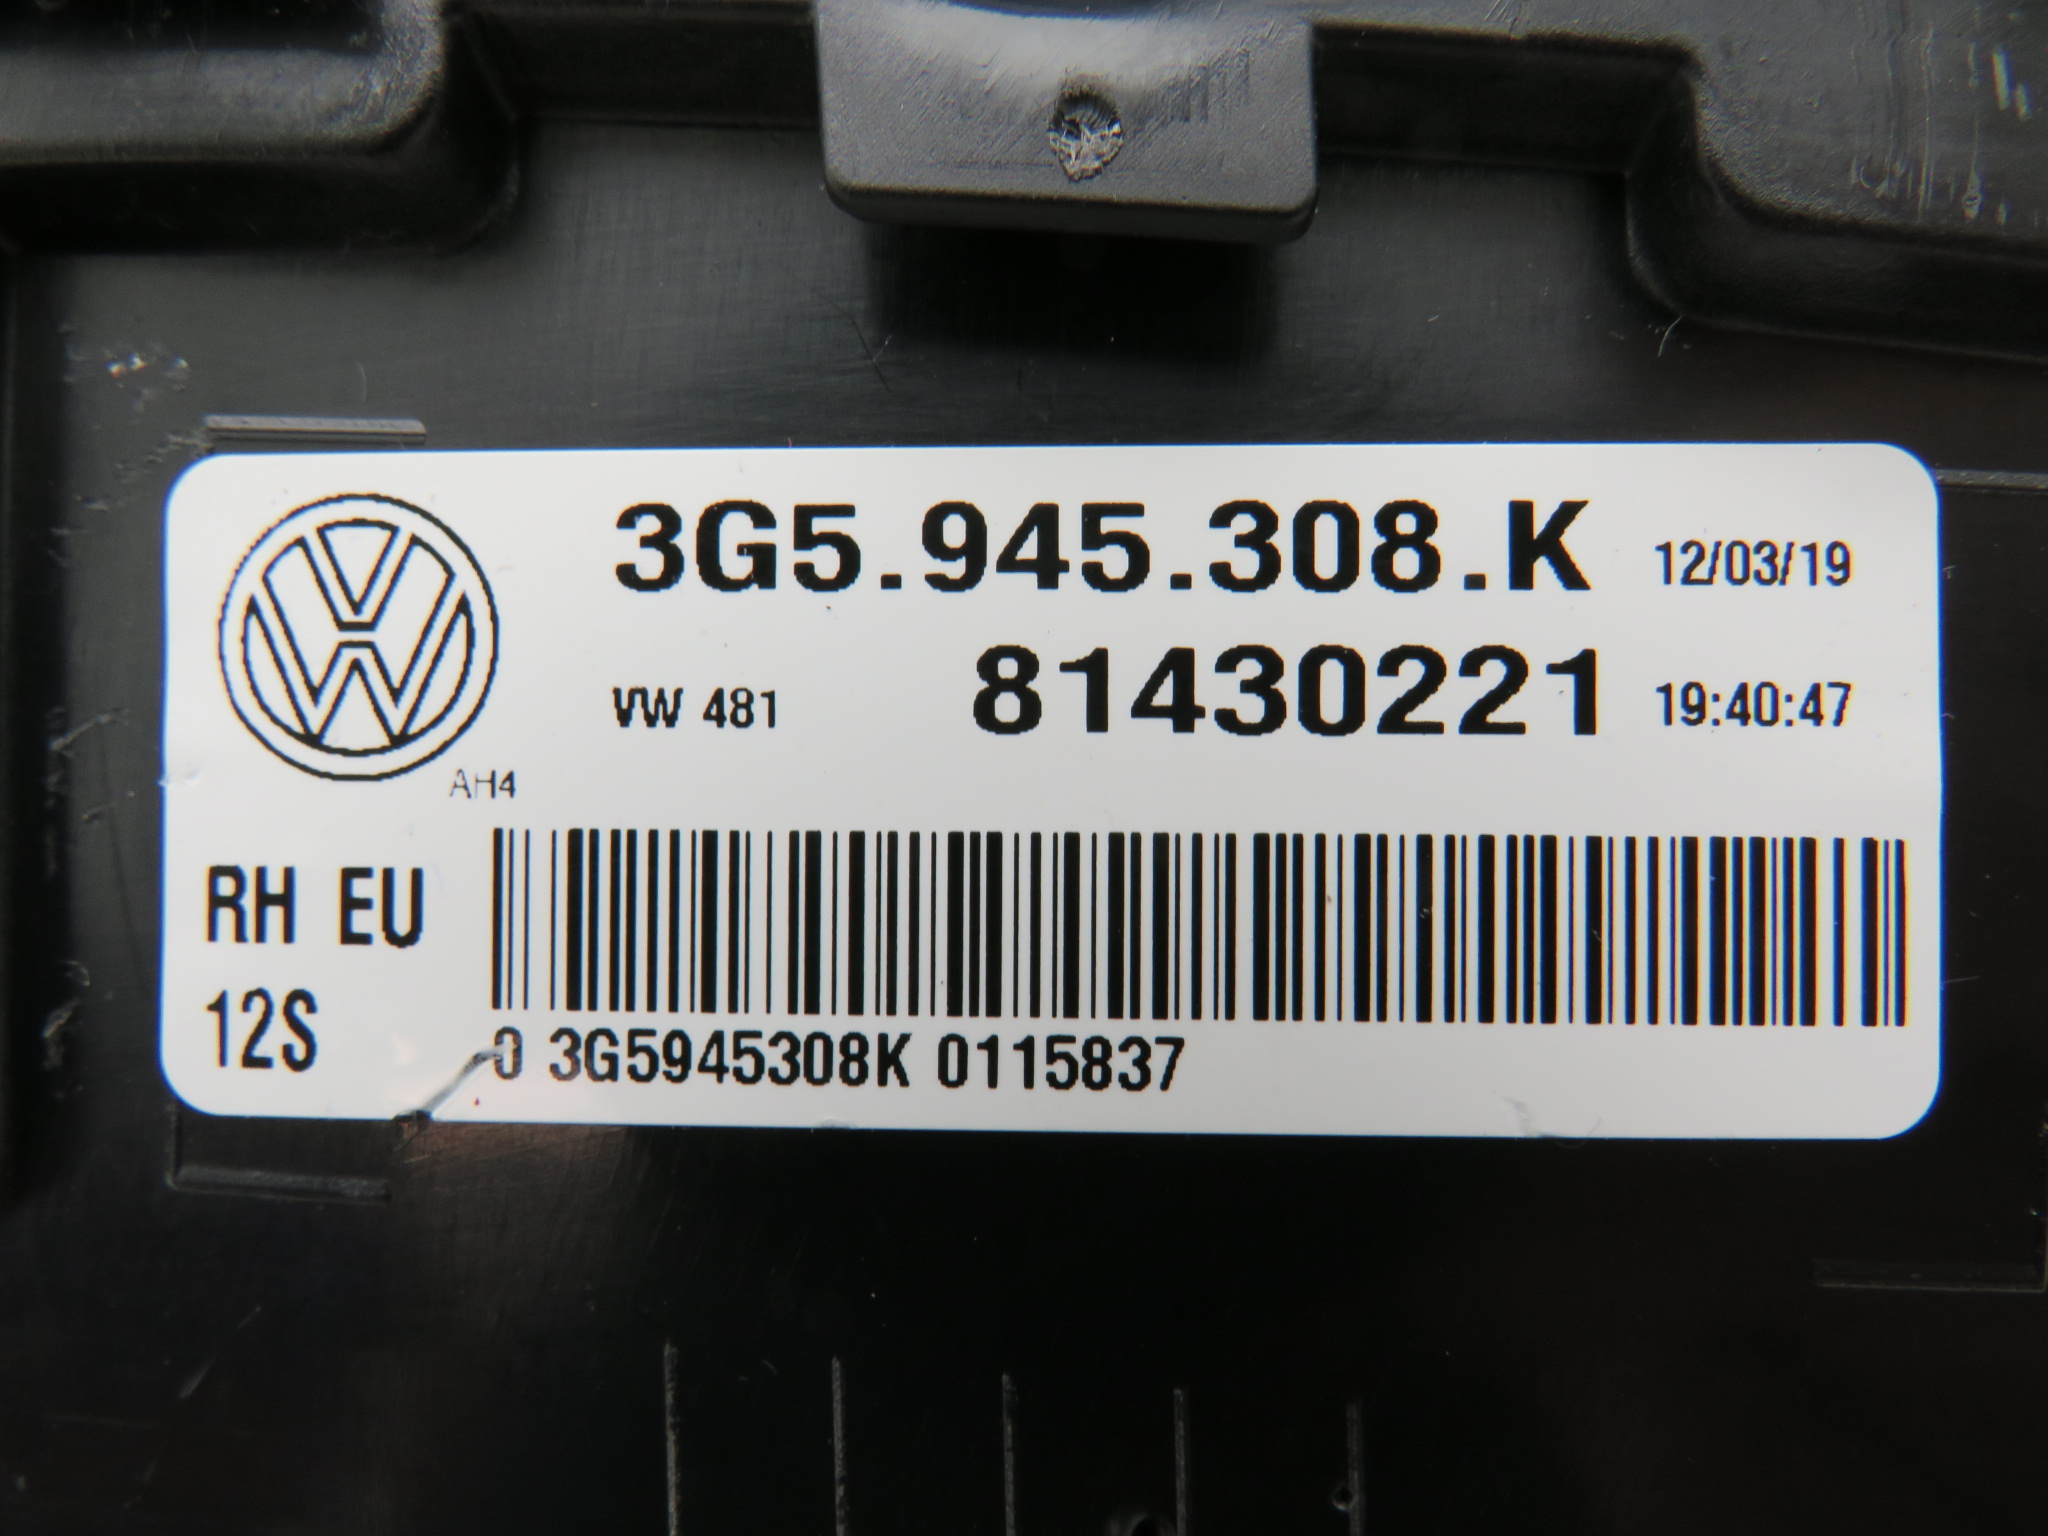 3G5.945.308.K 12/03/19
VW 481 81430221 19:40:47
AH4
RH EU
12S
0 3G5945308K 0115837